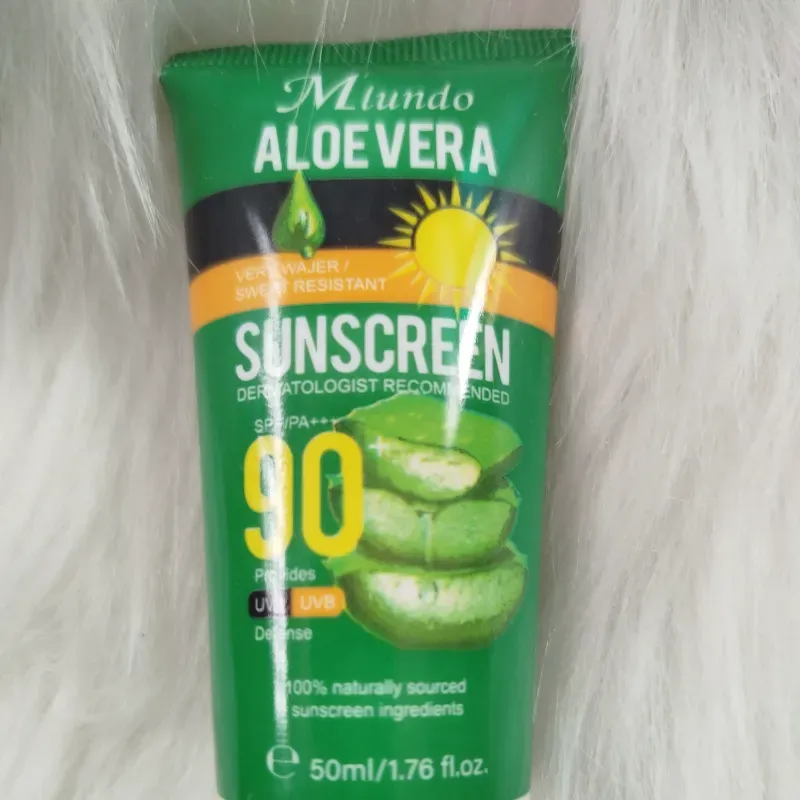 Miundo
ALOE VERA
VERY WAJER /
SWEAT RESISTANT
SUNSCREEN
DERMATOLOGIST RECOMMENDED
SPF/PA+++
90+
Provides
UVA UVB
Defense
100% naturally sourced
sunscreen ingredients
℮ 50ml/1.76 fl.oz.